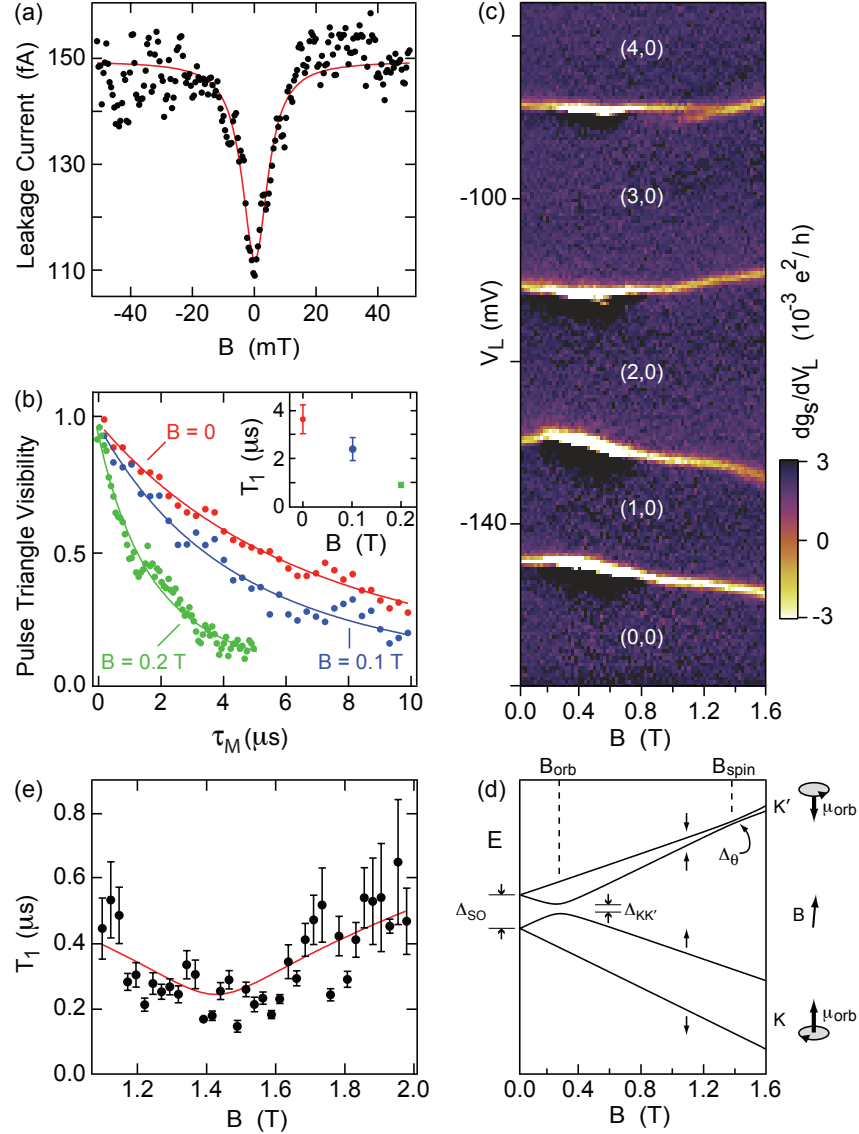 (a)
150
130
110
Leakage Current (fA)
-40 -20 0 20 40
B (mT)
(b)
1.0
0.5
0.0
Pulse Triangle Visibility
B = 0
B = 0.1 T
B = 0.2 T
0 2 4 6 8 10
τM (μs)
4
2
0
T1 (μs)
0.0 0.1 0.2
B (T)
(c)
(4,0)
(3,0)
(2,0)
(1,0)
(0,0)
-100
-140
VL (mV)
0.0 0.4 0.8 1.2 1.6
B (T)
dgs/dVL (10-3 e2/h)
3
0
-3
(d)
Borb
Bspin
E
K′
μorb
Δθ
ΔSO
ΔKK′
B
K
μorb
0.0 0.4 0.8 1.2 1.6
B (T)
(e)
0.8
0.6
0.4
0.2
0.0
T1 (μs)
1.2 1.4 1.6 1.8 2.0
B (T)